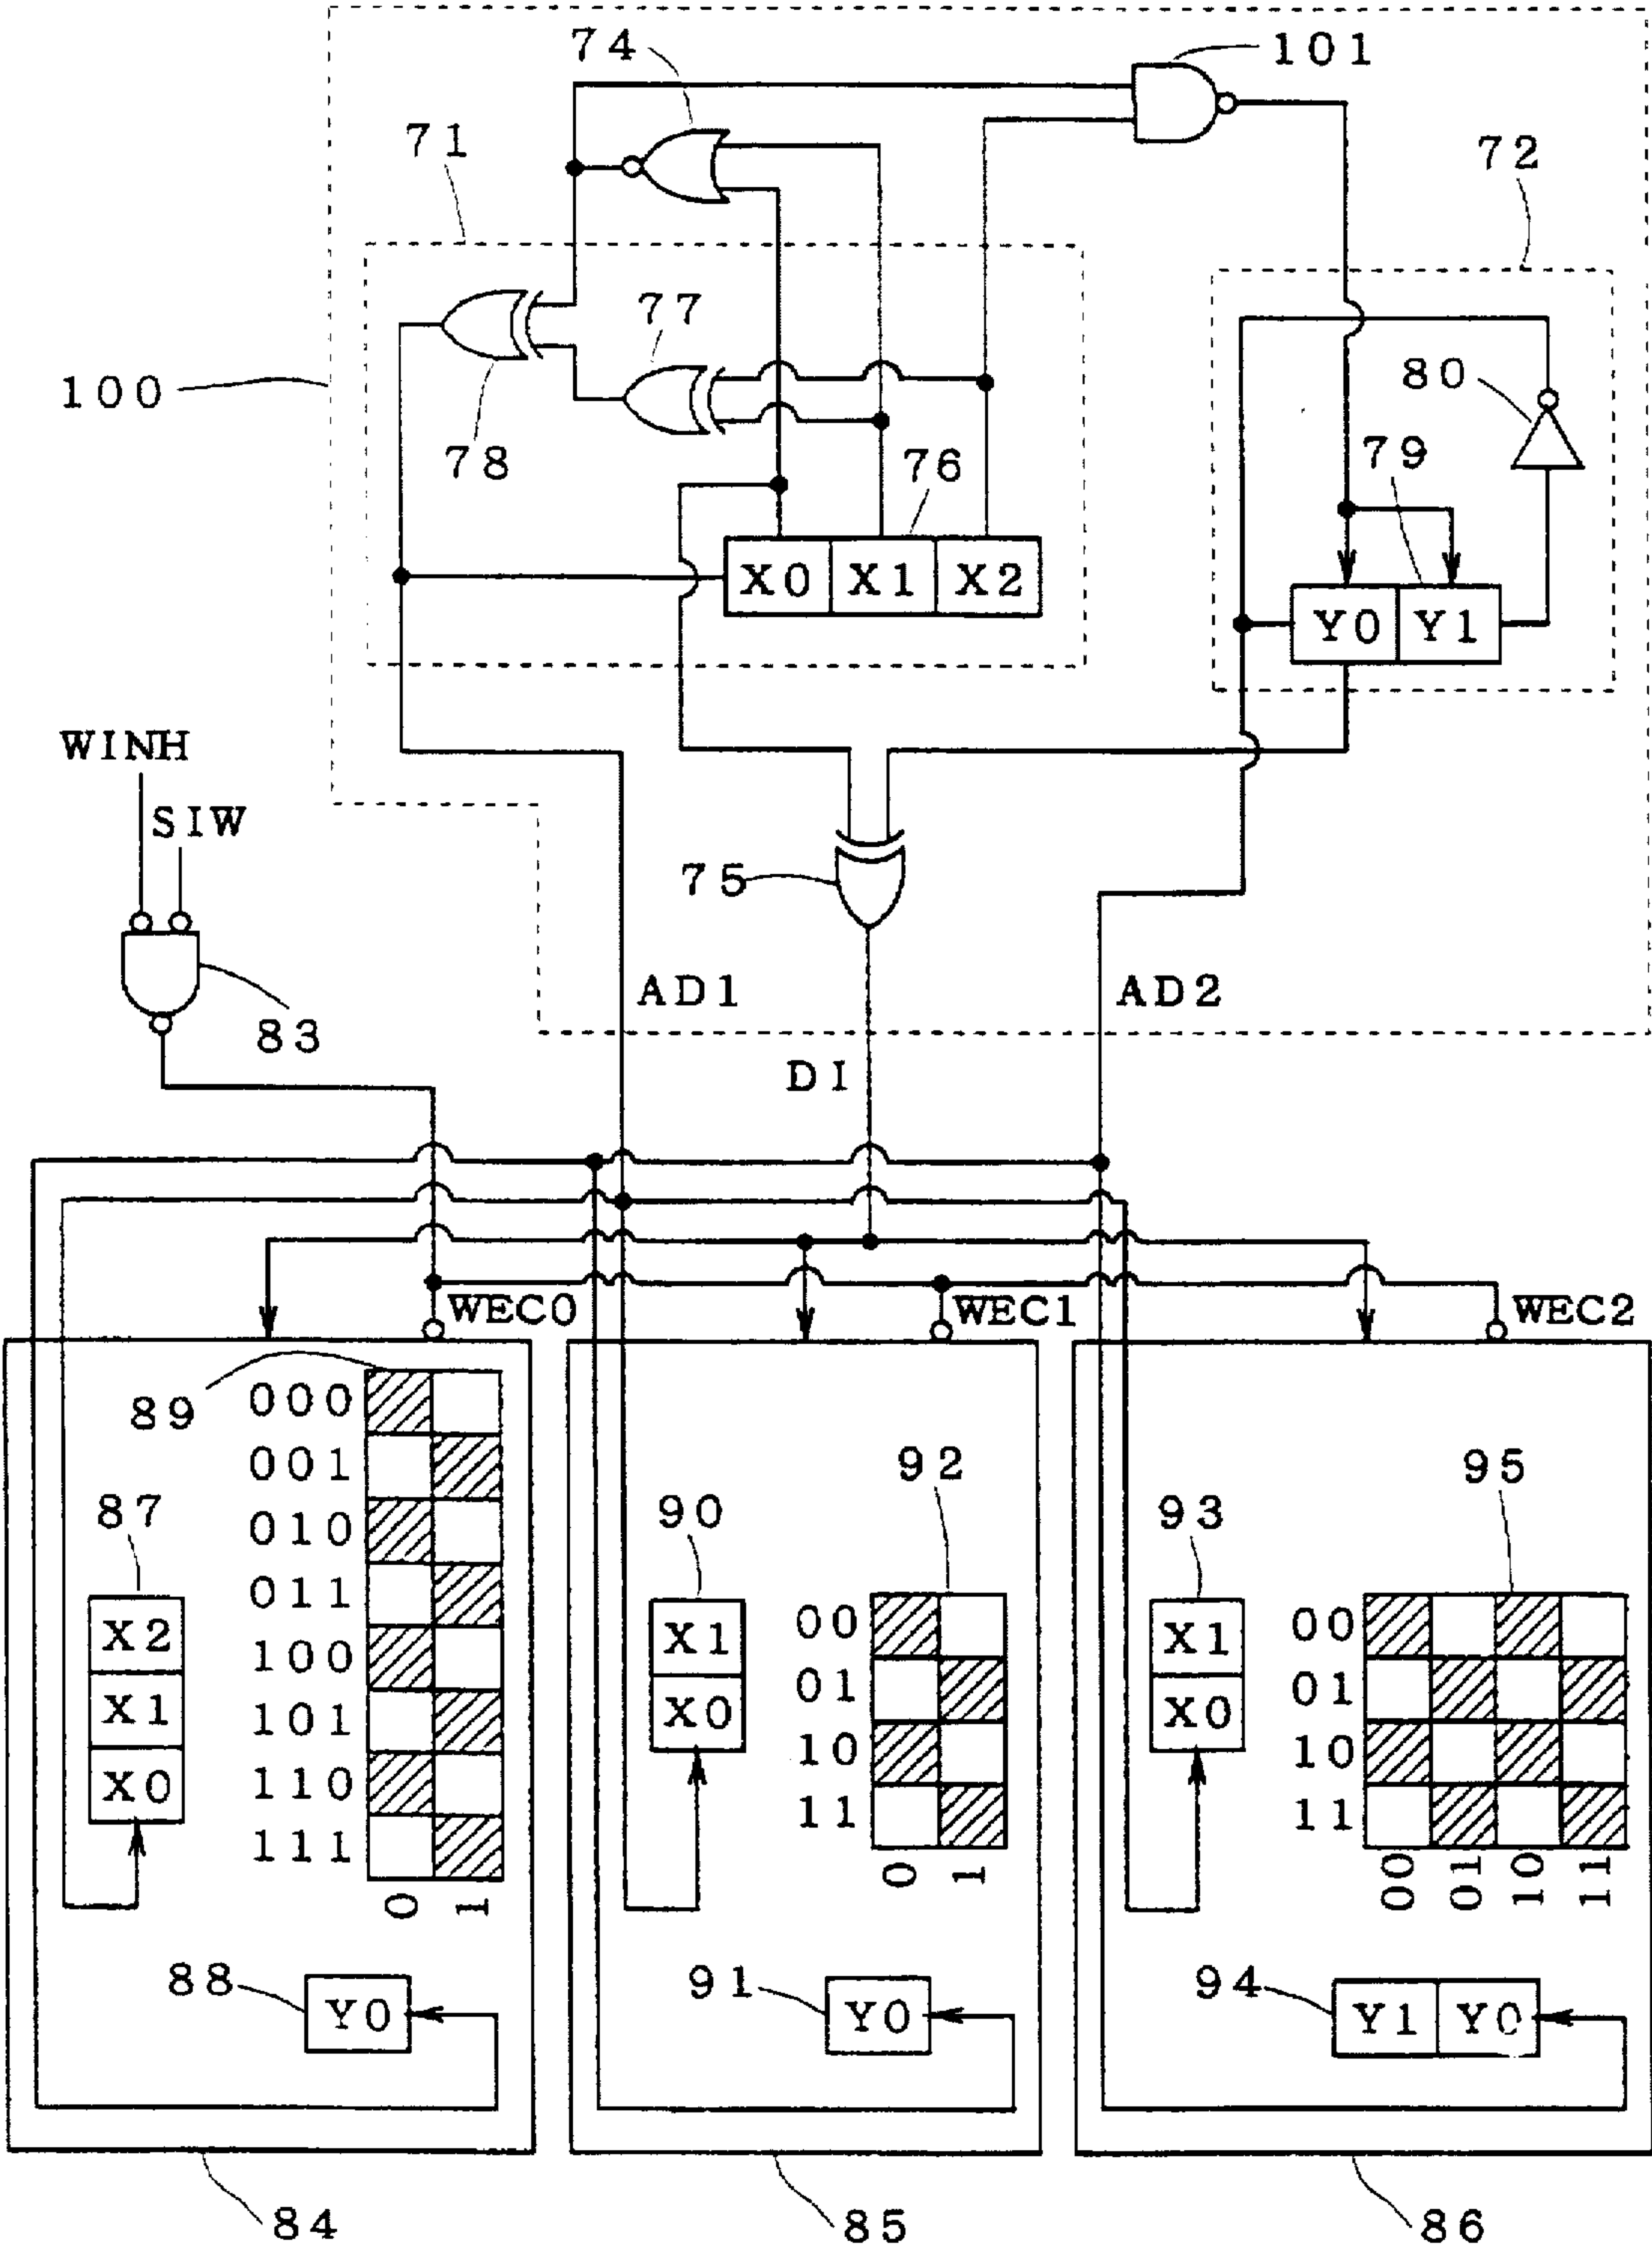 74
101
71
72
77
80
100
78
76
79
X0 X1 X2
Y0 Y1
WINH
SIW
75
83
AD1
AD2
DI
WEC0
WEC1
WEC2
89
000
001
010
011
100
101
110
111
0 1
87
X2
X1
X0
88
Y0
84
92
90
X1
X0
00
01
10
11
0 1
91
Y0
85
95
93
X1
X0
00
01
10
11
00 01 10 11
94
Y1 Y0
86